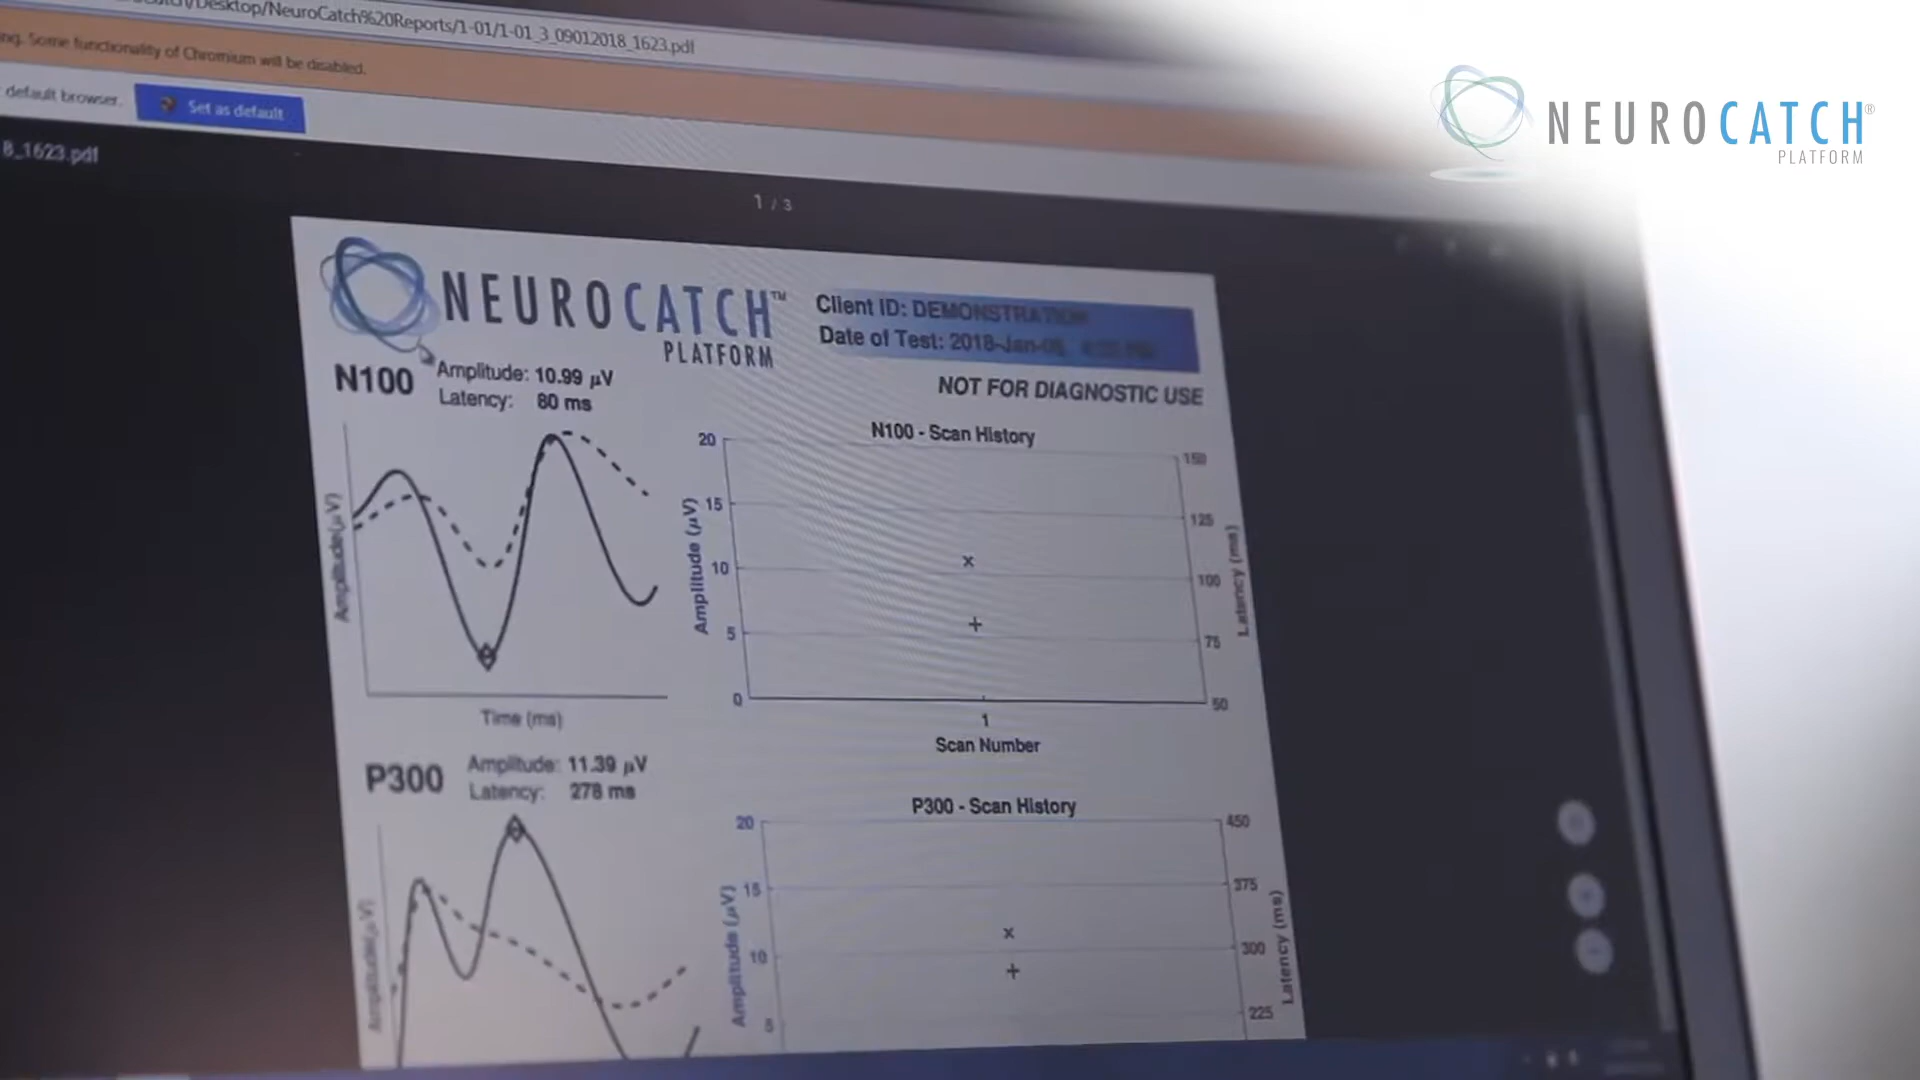 Desktop/NeuroCatch%20Reports/1-01/1-01_3_09012018_1623.pdf
Some functionality of Chromium will be disabled.
default browser. Set as default
8_1623.pdf
1 / 3
NEUROCATCH®
PLATFORM
NEUROCATCH™
PLATFORM
Client ID: DEMONSTRATION
Date of Test: 2018-Jan-
NOT FOR DIAGNOSTIC USE
N100
Amplitude: 10.99 µV
Latency: 80 ms
Amplitude(µV)
Time (ms)
N100 - Scan History
20
15
10
5
0
Amplitude (µV)
150
125
100
75
50
Latency (ms)
1
Scan Number
P300
Amplitude: 11.39 µV
Latency: 278 ms
Amplitude(µV)
P300 - Scan History
20
15
10
5
Amplitude (µV)
450
375
300
225
Latency (ms)